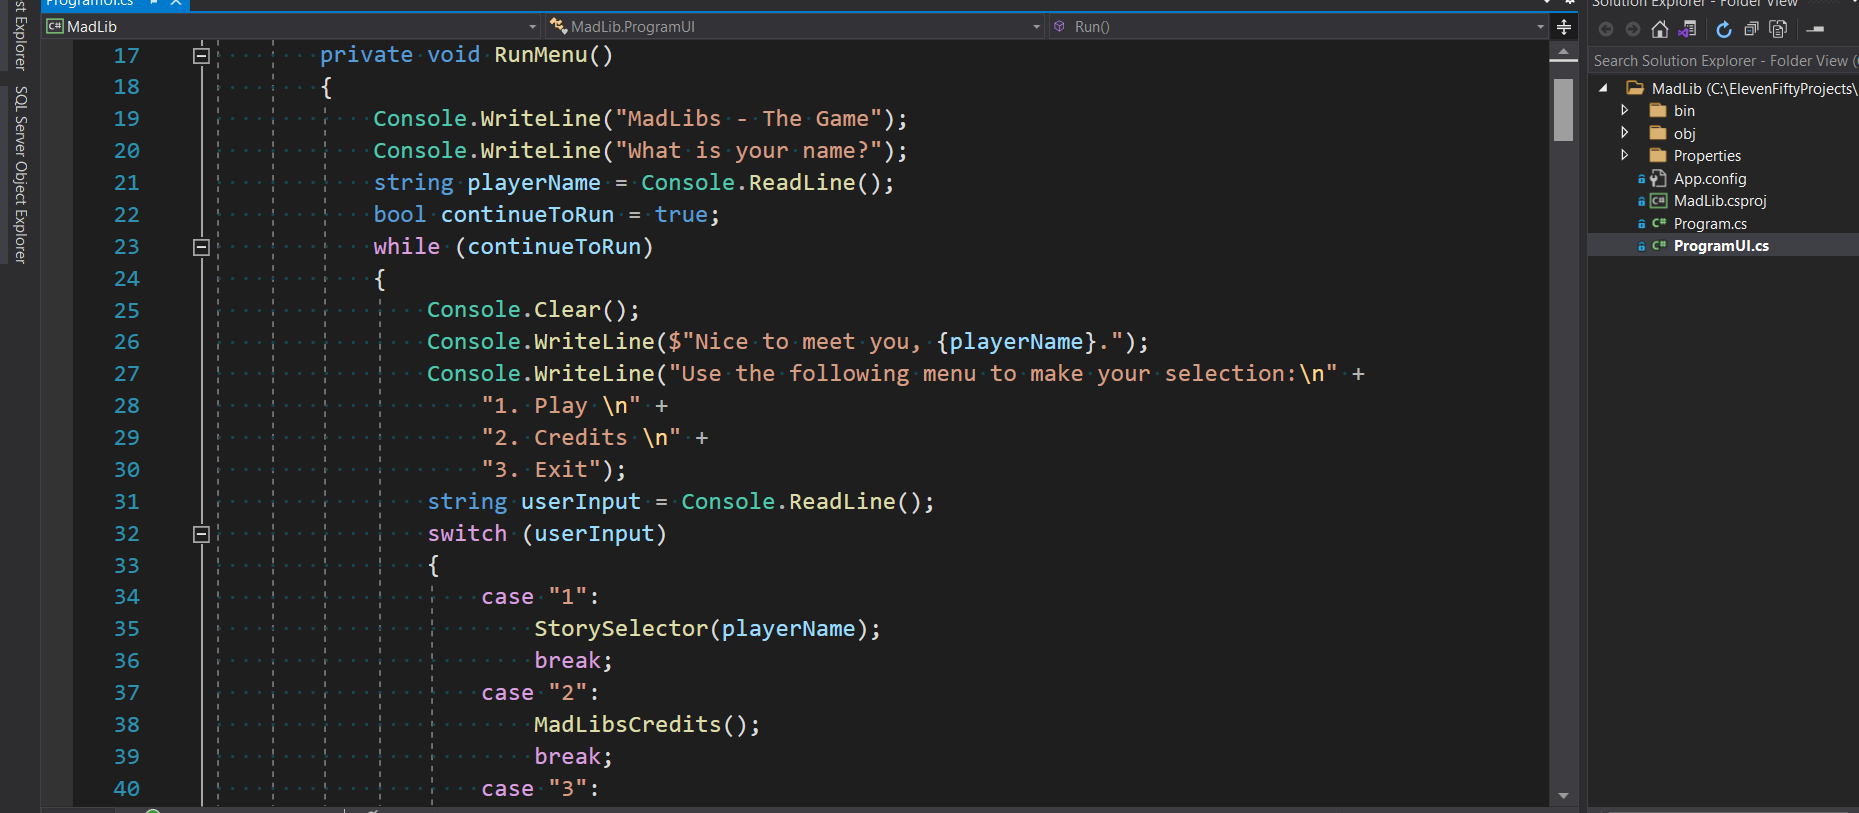 ProgramUI.cs
MadLib
MadLib.ProgramUI
Run()
st Explorer
SQL Server Object Explorer
17 private void RunMenu()
18 {
19 Console.WriteLine("MadLibs - The Game");
20 Console.WriteLine("What is your name?");
21 string playerName = Console.ReadLine();
22 bool continueToRun = true;
23 while (continueToRun)
24 {
25 Console.Clear();
26 Console.WriteLine($"Nice to meet you, {playerName}.");
27 Console.WriteLine("Use the following menu to make your selection:\n" +
28 "1. Play \n" +
29 "2. Credits \n" +
30 "3. Exit");
31 string userInput = Console.ReadLine();
32 switch (userInput)
33 {
34 case "1":
35 StorySelector(playerName);
36 break;
37 case "2":
38 MadLibsCredits();
39 break;
40 case "3":
Solution Explorer - Folder View
Search Solution Explorer - Folder View (
MadLib (C:\ElevenFiftyProjects\
bin
obj
Properties
App.config
C# MadLib.csproj
C# Program.cs
C# ProgramUI.cs